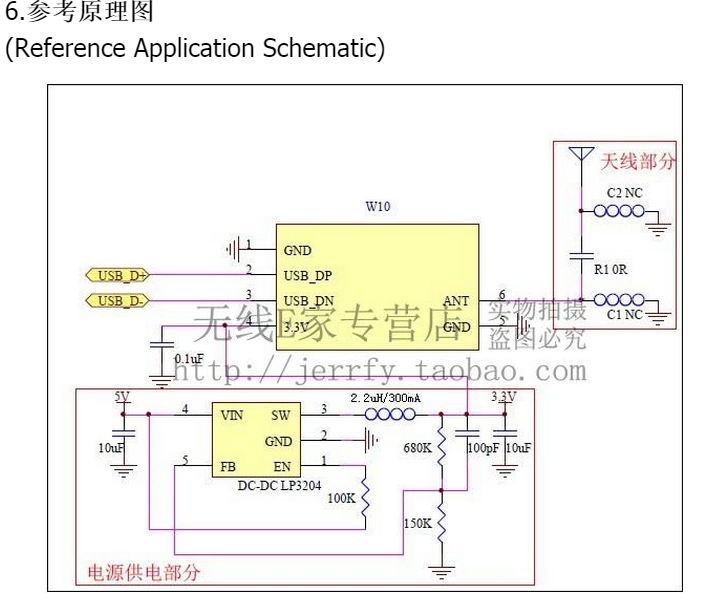 6.参考原理图
(Reference Application Schematic)
天线部分
C2 NC
W10
1
GND
USB_D+
2
USB_DP
R1 0R
USB_D-
3
USB_DN
ANT
6
C1 NC
4
3.3V
GND
5
无线E家专营店
实物拍摄
盗图必究
0.1uF
http://jerrfy.taobao.com
5V
2.2uH/300mA
3.3V
4
VIN
SW
3
GND
2
10uF
680K
100pF
10uF
5
FB
EN
1
DC-DC LP3204
100K
150K
电源供电部分